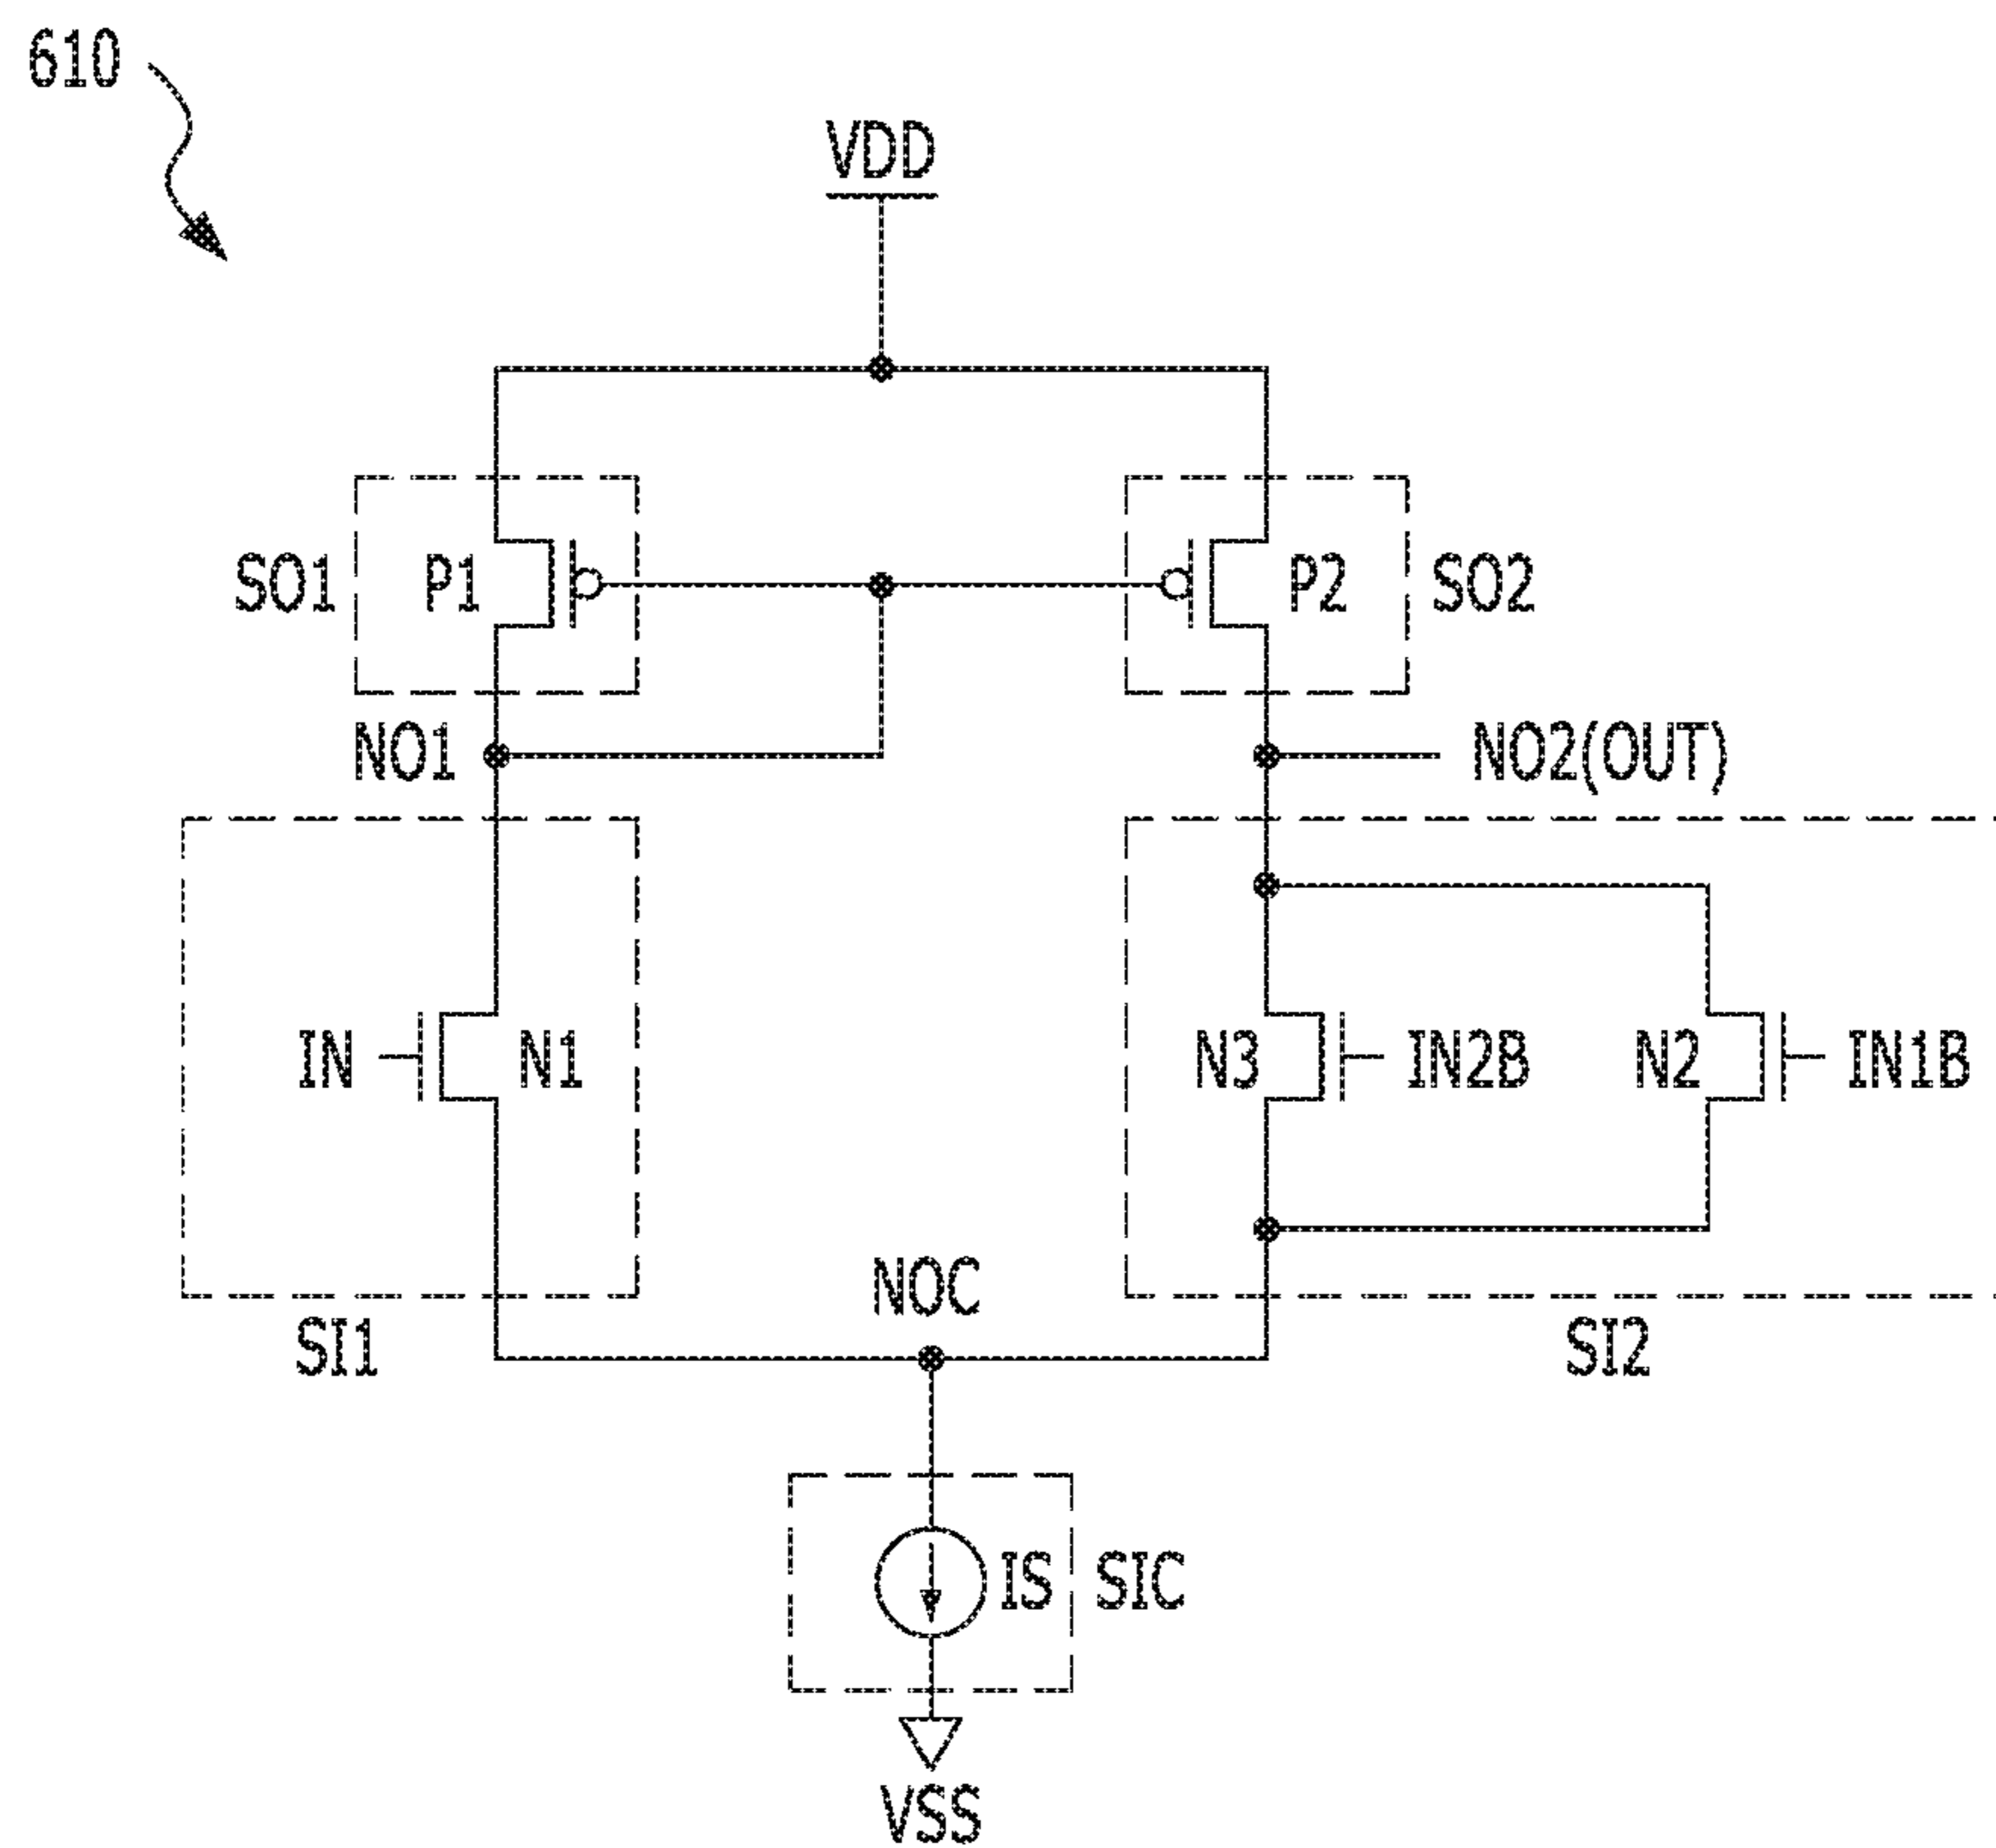 610
VDD
SO1
P1
P2
SO2
NO1
NO2(OUT)
IN
N1
N3
IN2B
N2
IN1B
NOC
SI1
SI2
IS
SIC
VSS